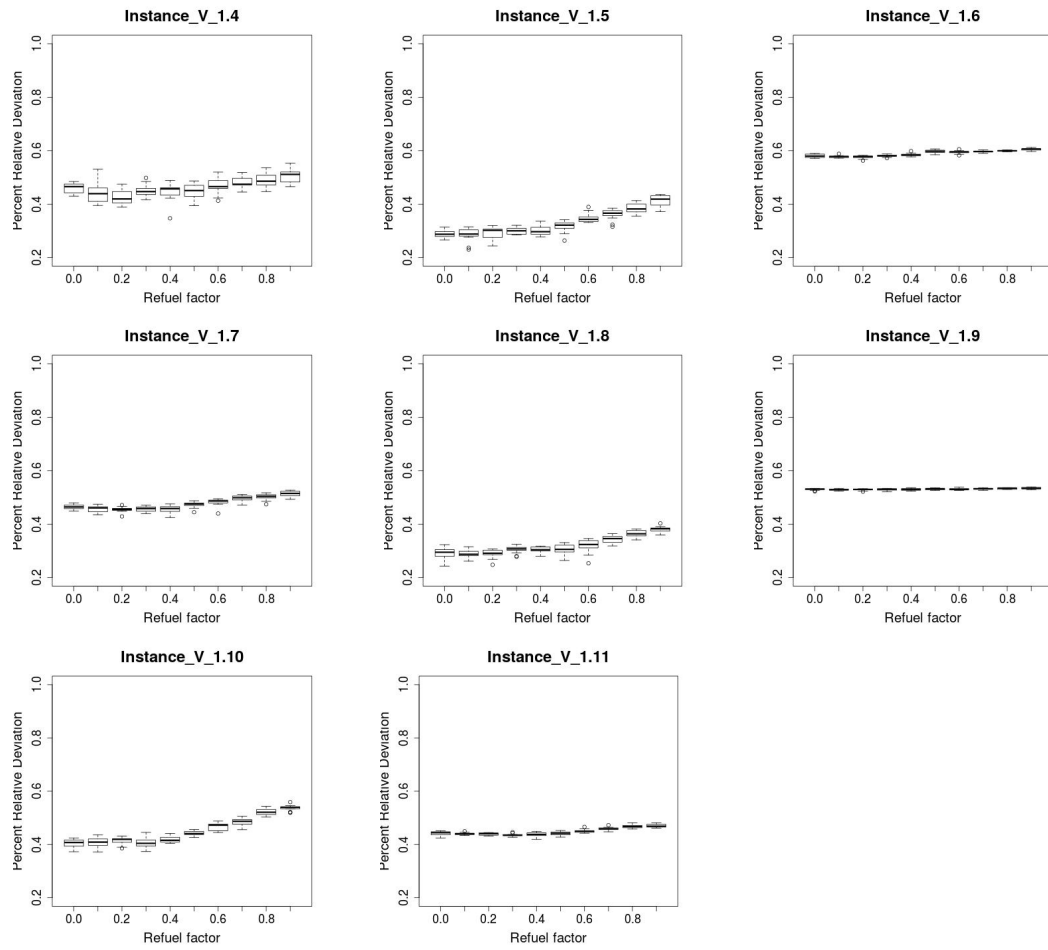 Instance_V_1.4
Percent Relative Deviation
1.0
0.8
0.6
0.4
0.2
0.0 0.2 0.4 0.6 0.8
Refuel factor
Instance_V_1.5
Percent Relative Deviation
1.0
0.8
0.6
0.4
0.2
0.0 0.2 0.4 0.6 0.8
Refuel factor
Instance_V_1.6
Percent Relative Deviation
1.0
0.8
0.6
0.4
0.2
0.0 0.2 0.4 0.6 0.8
Refuel factor
Instance_V_1.7
Percent Relative Deviation
1.0
0.8
0.6
0.4
0.2
0.0 0.2 0.4 0.6 0.8
Refuel factor
Instance_V_1.8
Percent Relative Deviation
1.0
0.8
0.6
0.4
0.2
0.0 0.2 0.4 0.6 0.8
Refuel factor
Instance_V_1.9
Percent Relative Deviation
1.0
0.8
0.6
0.4
0.2
0.0 0.2 0.4 0.6 0.8
Refuel factor
Instance_V_1.10
Percent Relative Deviation
1.0
0.8
0.6
0.4
0.2
0.0 0.2 0.4 0.6 0.8
Refuel factor
Instance_V_1.11
Percent Relative Deviation
1.0
0.8
0.6
0.4
0.2
0.0 0.2 0.4 0.6 0.8
Refuel factor